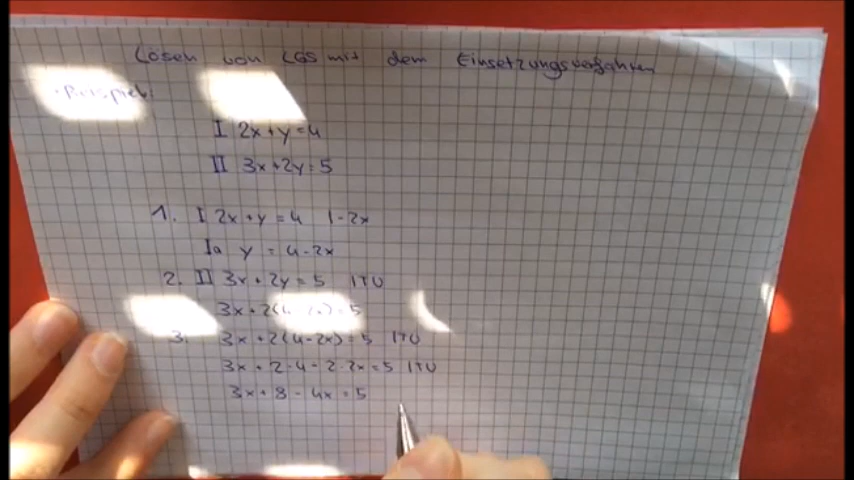 Lösen von LGS mit dem Einsetzungsverfahren
Beispiel:
I 2x+y=4
II 3x+2y=5
1. I 2x+y=4 |-2x
Ia y = 4-2x
2. II 3x+2y=5 |TU
3x+2(4-2x)=5
3. 3x+2(4-2x)=5 |TU
3x+2·4-2·2x=5 |TU
3x+8-4x=5